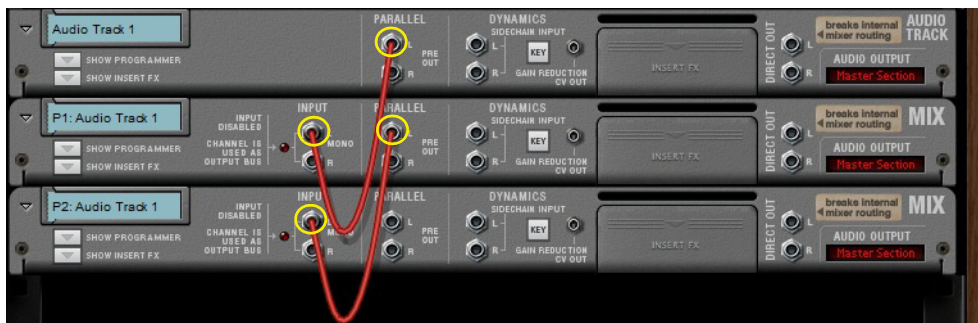 PARALLEL
DYNAMICS
AUDIO TRACK
Audio Track 1
SIDECHAIN INPUT
breaks internal
mixer routing
L
PRE OUT
L
KEY
DIRECT OUT
L
SHOW PROGRAMMER
AUDIO OUTPUT
INSERT FX
SHOW INSERT FX
R
R
GAIN REDUCTION
CV OUT
R
Master Section
INPUT
PARALLEL
DYNAMICS
MIX
P1: Audio Track 1
INPUT DISABLED
SIDECHAIN INPUT
breaks internal
mixer routing
MONO
PRE OUT
L
KEY
DIRECT OUT
L
SHOW PROGRAMMER
CHANNEL IS USED AS OUTPUT BUS
AUDIO OUTPUT
INSERT FX
SHOW INSERT FX
R
R
R
GAIN REDUCTION
CV OUT
R
Master Section
INPUT
PARALLEL
DYNAMICS
MIX
P2: Audio Track 1
INPUT DISABLED
SIDECHAIN INPUT
breaks internal
mixer routing
MONO
L
PRE OUT
L
KEY
DIRECT OUT
L
SHOW PROGRAMMER
CHANNEL IS USED AS OUTPUT BUS
AUDIO OUTPUT
INSERT FX
SHOW INSERT FX
R
R
R
GAIN REDUCTION
CV OUT
R
Master Section